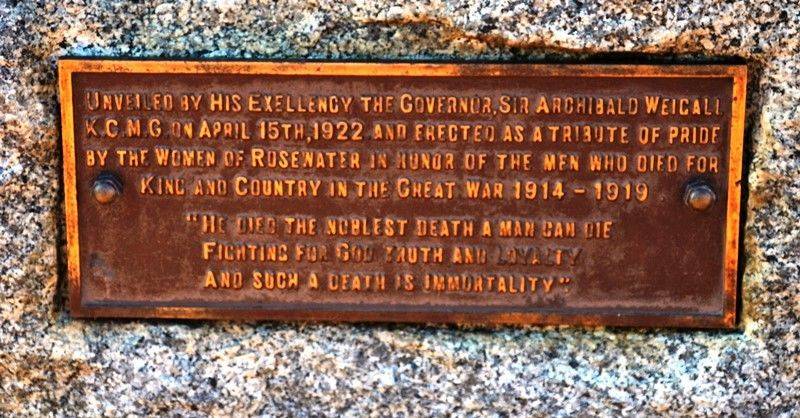 UNVEILED BY HIS EXELLENCY THE GOVERNOR, SIR ARCHIBALD WEIGALL
K.C.M.G. ON APRIL 15TH, 1922 AND ERECTED AS A TRIBUTE OF PRIDE
BY THE WOMEN OF ROSEWATER IN HONOR OF THE MEN WHO DIED FOR
KING AND COUNTRY IN THE GREAT WAR 1914 - 1919
"HE DIED THE NOBLEST DEATH A MAN CAN DIE
FIGHTING FOR GOD TRUTH AND LOYALTY
AND SUCH A DEATH IS IMMORTALITY"